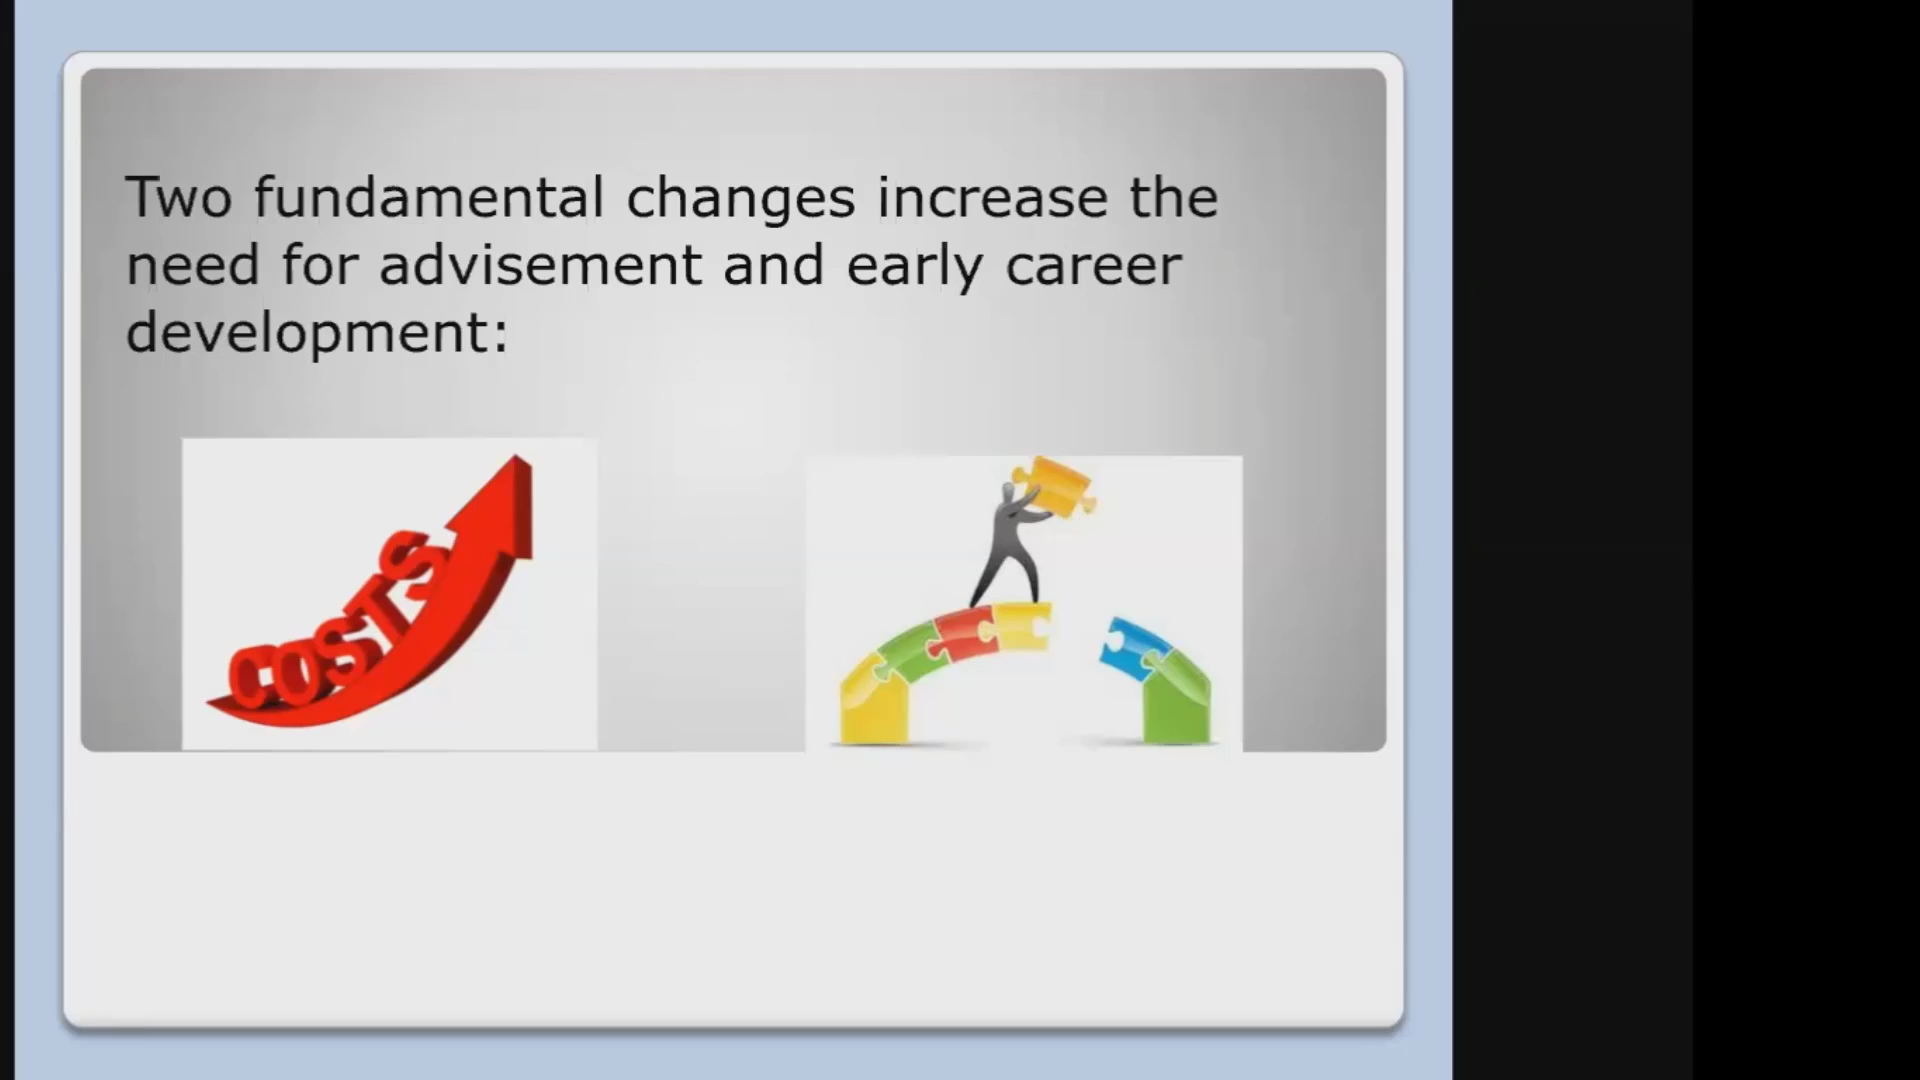 Two fundamental changes increase the
need for advisement and early career
development:
COSTS